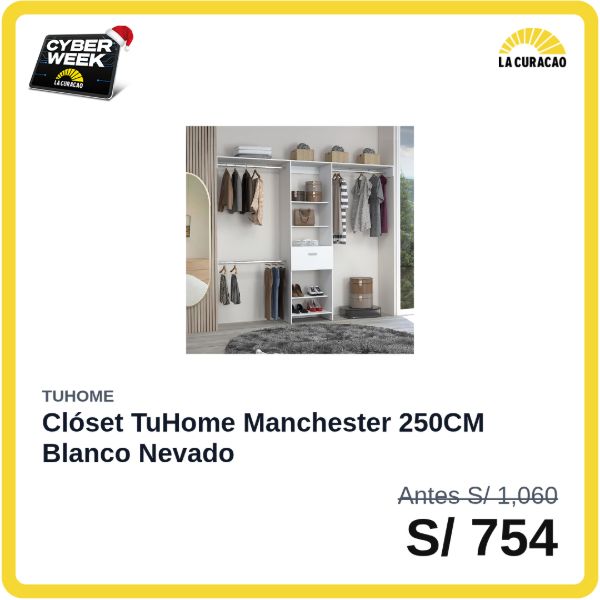 CYBER
WEEK
LA CURACAO
LA CURACAO
TUHOME
Clóset TuHome Manchester 250CM
Blanco Nevado
Antes S/ 1,060
S/ 754